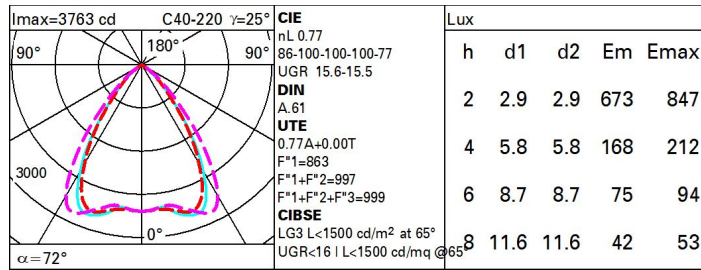 Imax=3763 cd C40-220 γ=25°
90° 180° 90°
3000
0°
α=72°
CIE
nL 0.77
86-100-100-100-77
UGR 15.6-15.5
DIN
A.61
UTE
0.77A+0.00T
F"1=863
F"1+F"2=997
F"1+F"2+F"3=999
CIBSE
LG3 L<1500 cd/m² at 65°
UGR<16 | L<1500 cd/mq @65°
Lux
h d1 d2 Em Emax
2 2.9 2.9 673 847
4 5.8 5.8 168 212
6 8.7 8.7 75 94
8 11.6 11.6 42 53